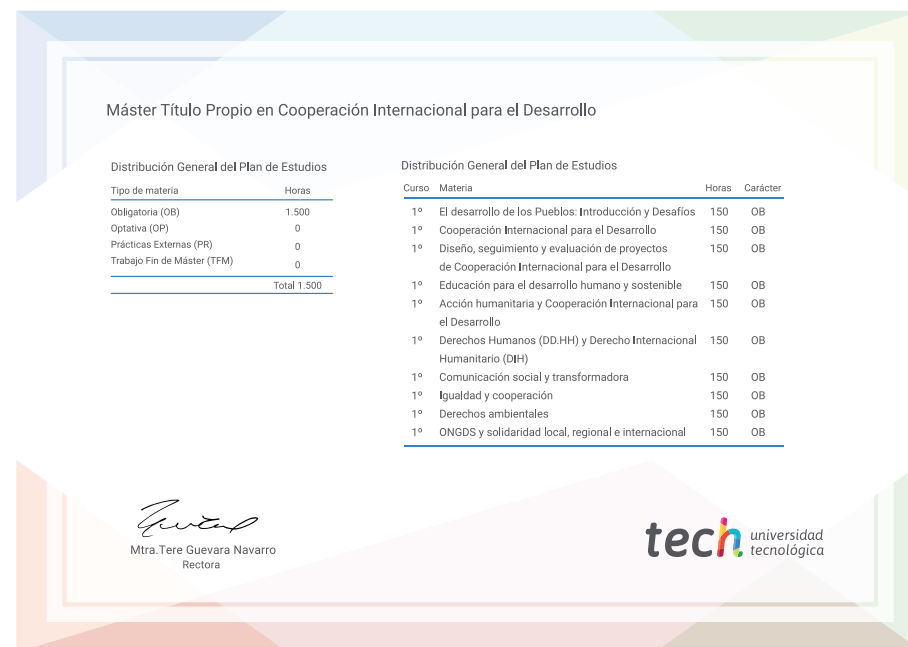 Máster Título Propio en Cooperación Internacional para el Desarrollo
Distribución General del Plan de Estudios
Tipo de materia Horas
Obligatoria (OB) 1.500
Optativa (OP) 0
Prácticas Externas (PR) 0
Trabajo Fin de Máster (TFM) 0
Total 1.500
Distribución General del Plan de Estudios
Curso Materia Horas Carácter
1º El desarrollo de los Pueblos: Introducción y Desafíos 150 OB
1º Cooperación Internacional para el Desarrollo 150 OB
1º Diseño, seguimiento y evaluación de proyectos 150 OB
de Cooperación Internacional para el Desarrollo
1º Educación para el desarrollo humano y sostenible 150 OB
1º Acción humanitaria y Cooperación Internacional para 150 OB
el Desarrollo
1º Derechos Humanos (DD.HH) y Derecho Internacional 150 OB
Humanitario (DIH)
1º Comunicación social y transformadora 150 OB
1º Igualdad y cooperación 150 OB
1º Derechos ambientales 150 OB
1º ONGDS y solidaridad local, regional e internacional 150 OB
Mtra.Tere Guevara Navarro
Rectora
tech universidad
tecnológica